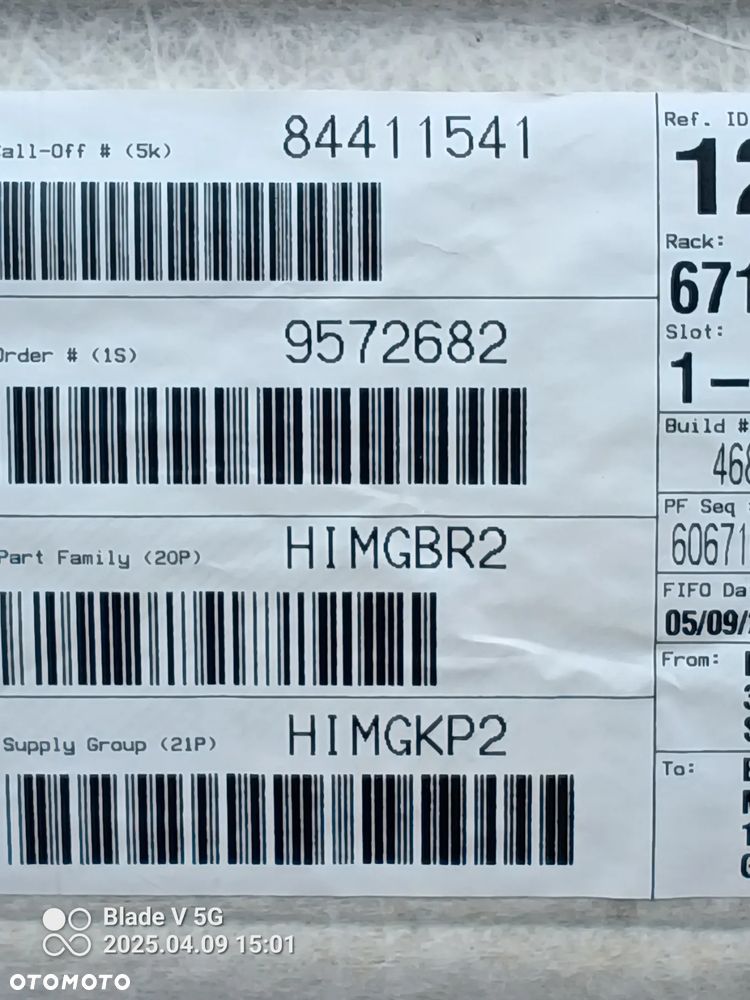 Call-Off # (5k) 84411541
Order # (1S) 9572682
Part Family (20P) HIMGBR2
Supply Group (21P) HIMGKP2
Ref. ID
12
Rack:
671
Slot:
1-
Build #
468
PF Seq
60671
FIFO Da
05/09/
From:
To:
Blade V 5G
2025.04.09 15:01
OTOMOTO